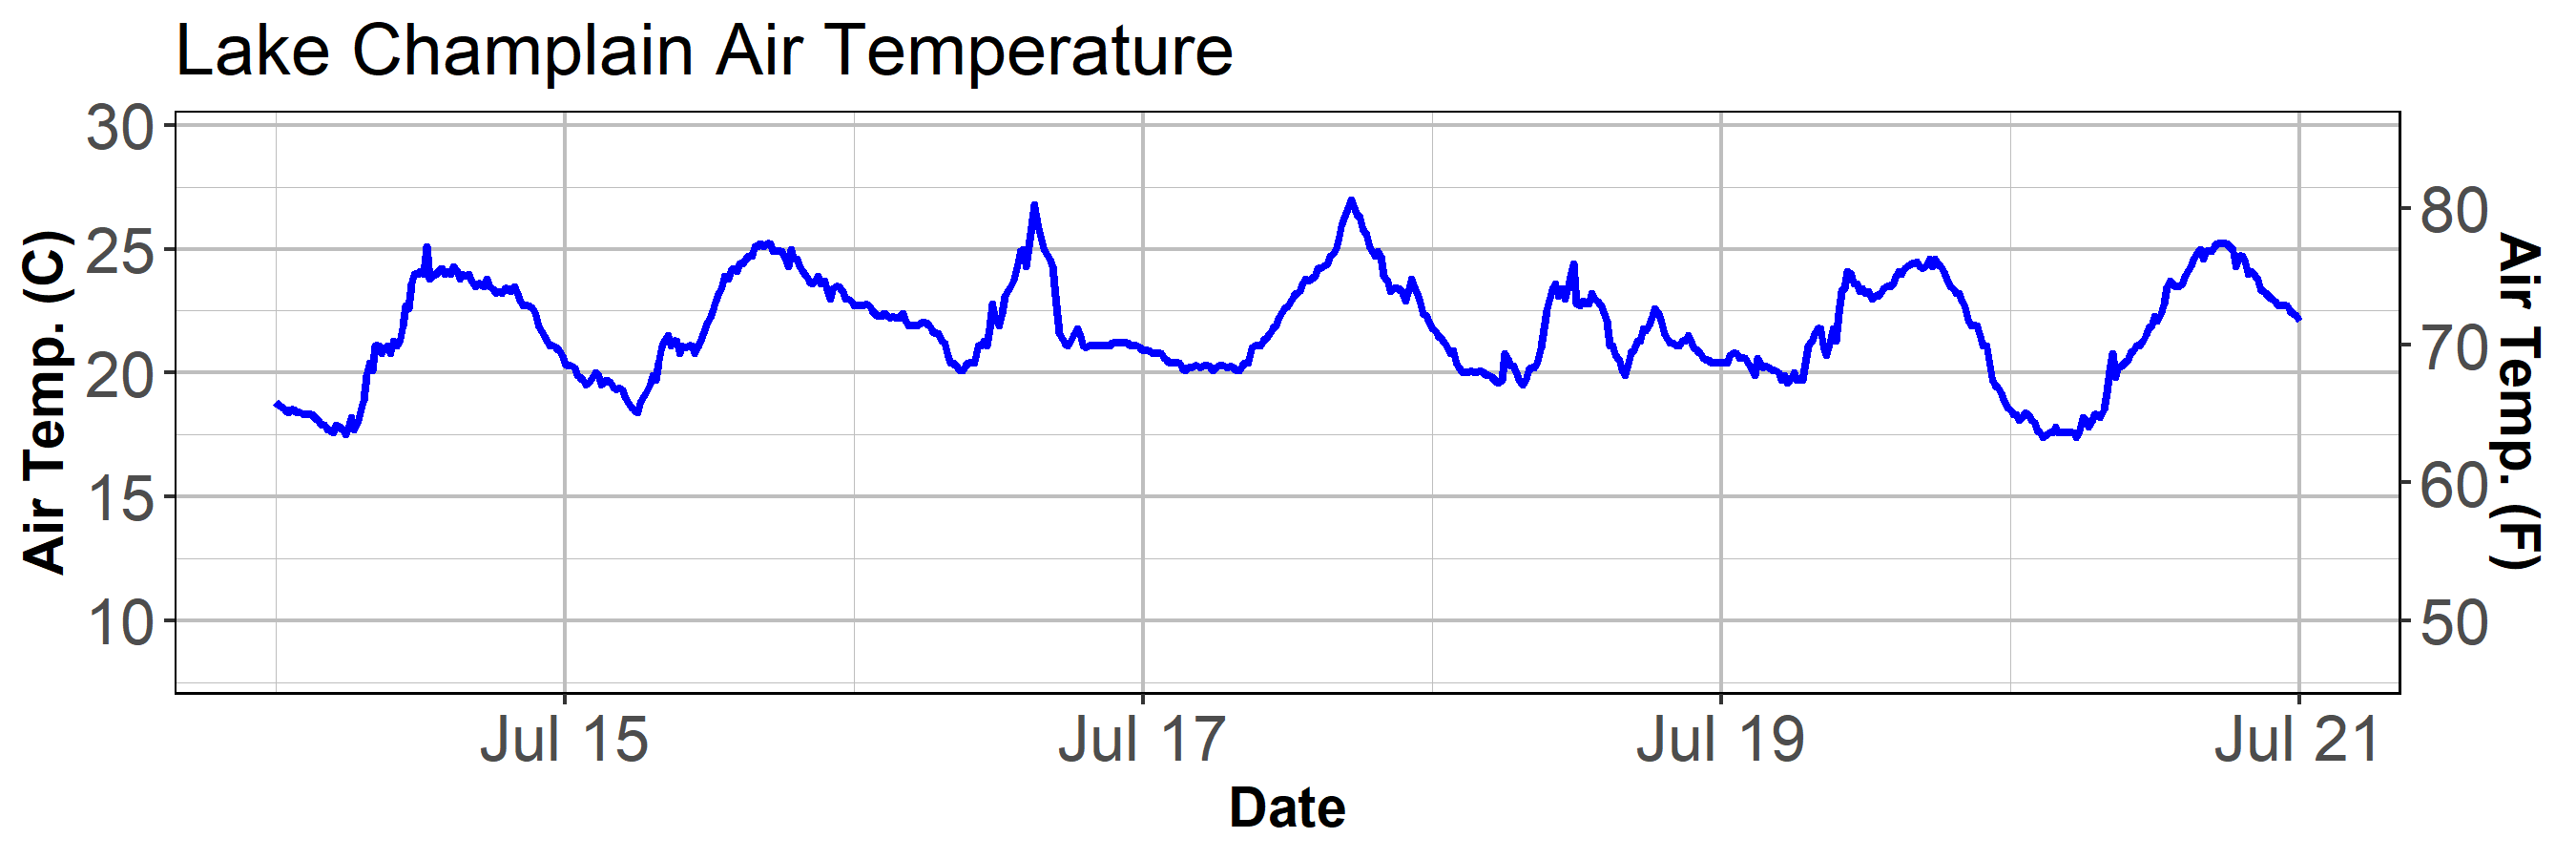 Lake Champlain Air Temperature
30
25
20
15
10
Air Temp. (C)
80
70
60
50
Air Temp. (F)
Jul 15 Jul 17 Jul 19 Jul 21
Date